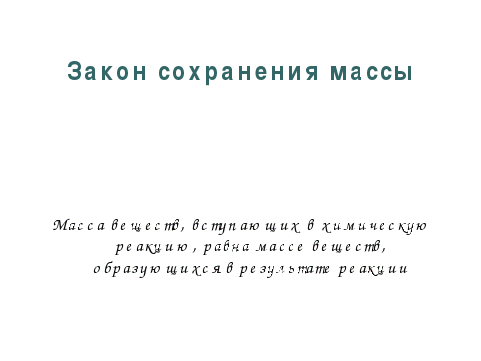 Закон сохранения массы
Масса веществ, вступающих в химическую
реакцию, равна массе веществ,
образующихся в результате реакции